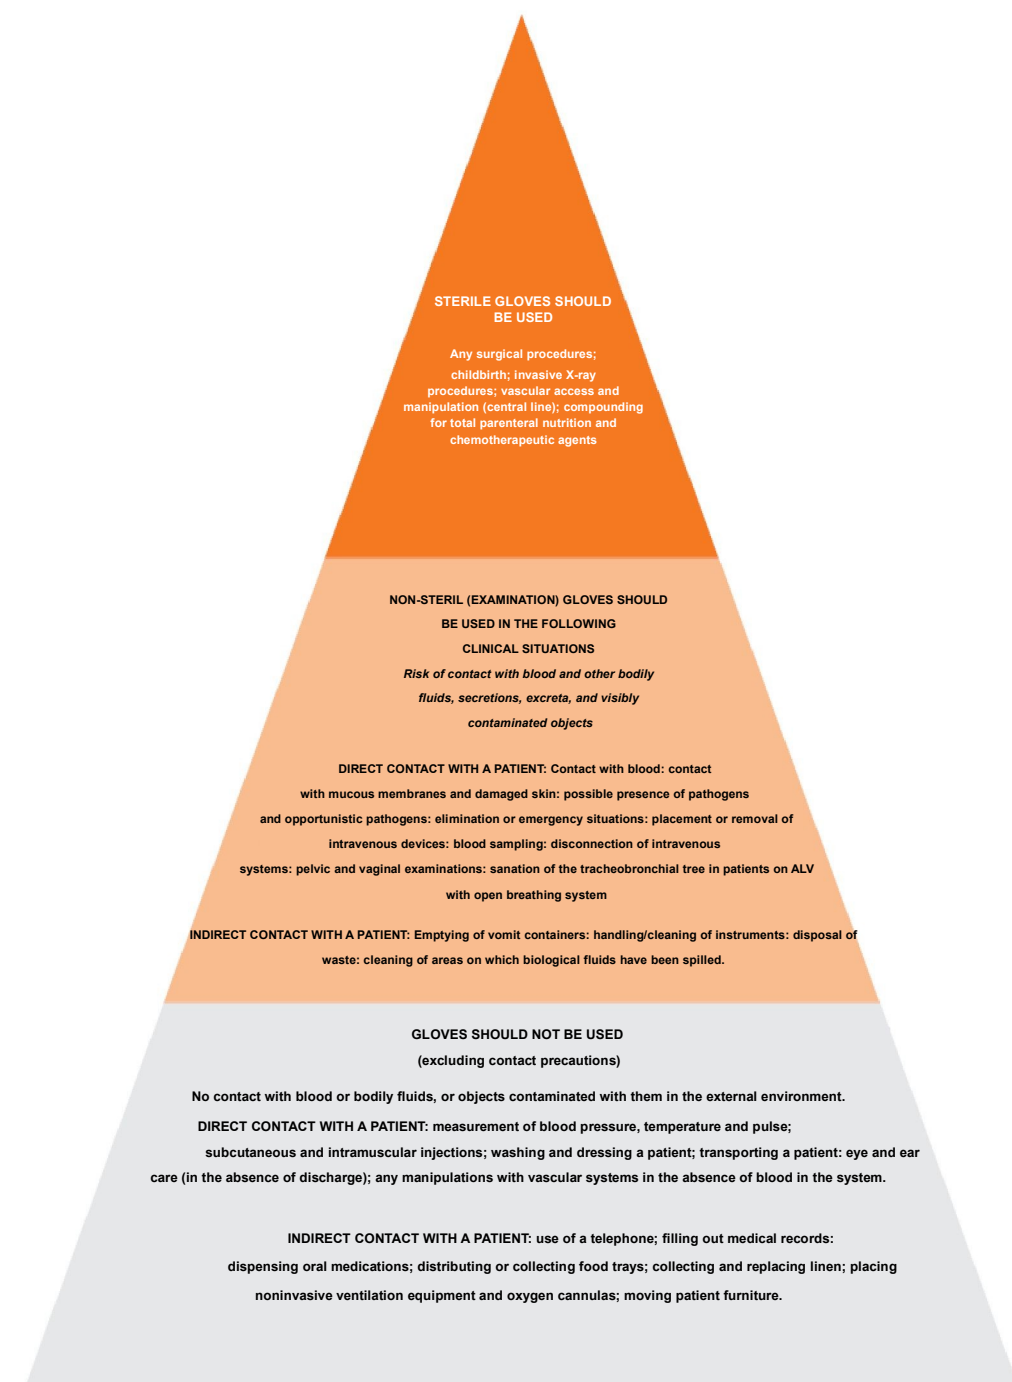 STERILE GLOVES SHOULD
BE USED
Any surgical procedures;
childbirth; invasive X-ray
procedures; vascular access and
manipulation (central line); compounding
for total parenteral nutrition and
chemotherapeutic agents
NON-STERIL (EXAMINATION) GLOVES SHOULD
BE USED IN THE FOLLOWING
CLINICAL SITUATIONS
Risk of contact with blood and other bodily
fluids, secretions, excreta, and visibly
contaminated objects
DIRECT CONTACT WITH A PATIENT: Contact with blood: contact
with mucous membranes and damaged skin: possible presence of pathogens
and opportunistic pathogens: elimination or emergency situations: placement or removal of
intravenous devices: blood sampling: disconnection of intravenous
systems: pelvic and vaginal examinations: sanation of the tracheobronchial tree in patients on ALV
with open breathing system
INDIRECT CONTACT WITH A PATIENT: Emptying of vomit containers: handling/cleaning of instruments: disposal of
waste: cleaning of areas on which biological fluids have been spilled.
GLOVES SHOULD NOT BE USED
(excluding contact precautions)
No contact with blood or bodily fluids, or objects contaminated with them in the external environment.
DIRECT CONTACT WITH A PATIENT: measurement of blood pressure, temperature and pulse;
subcutaneous and intramuscular injections; washing and dressing a patient; transporting a patient: eye and ear
care (in the absence of discharge); any manipulations with vascular systems in the absence of blood in the system.
INDIRECT CONTACT WITH A PATIENT: use of a telephone; filling out medical records:
dispensing oral medications; distributing or collecting food trays; collecting and replacing linen; placing
noninvasive ventilation equipment and oxygen cannulas; moving patient furniture.